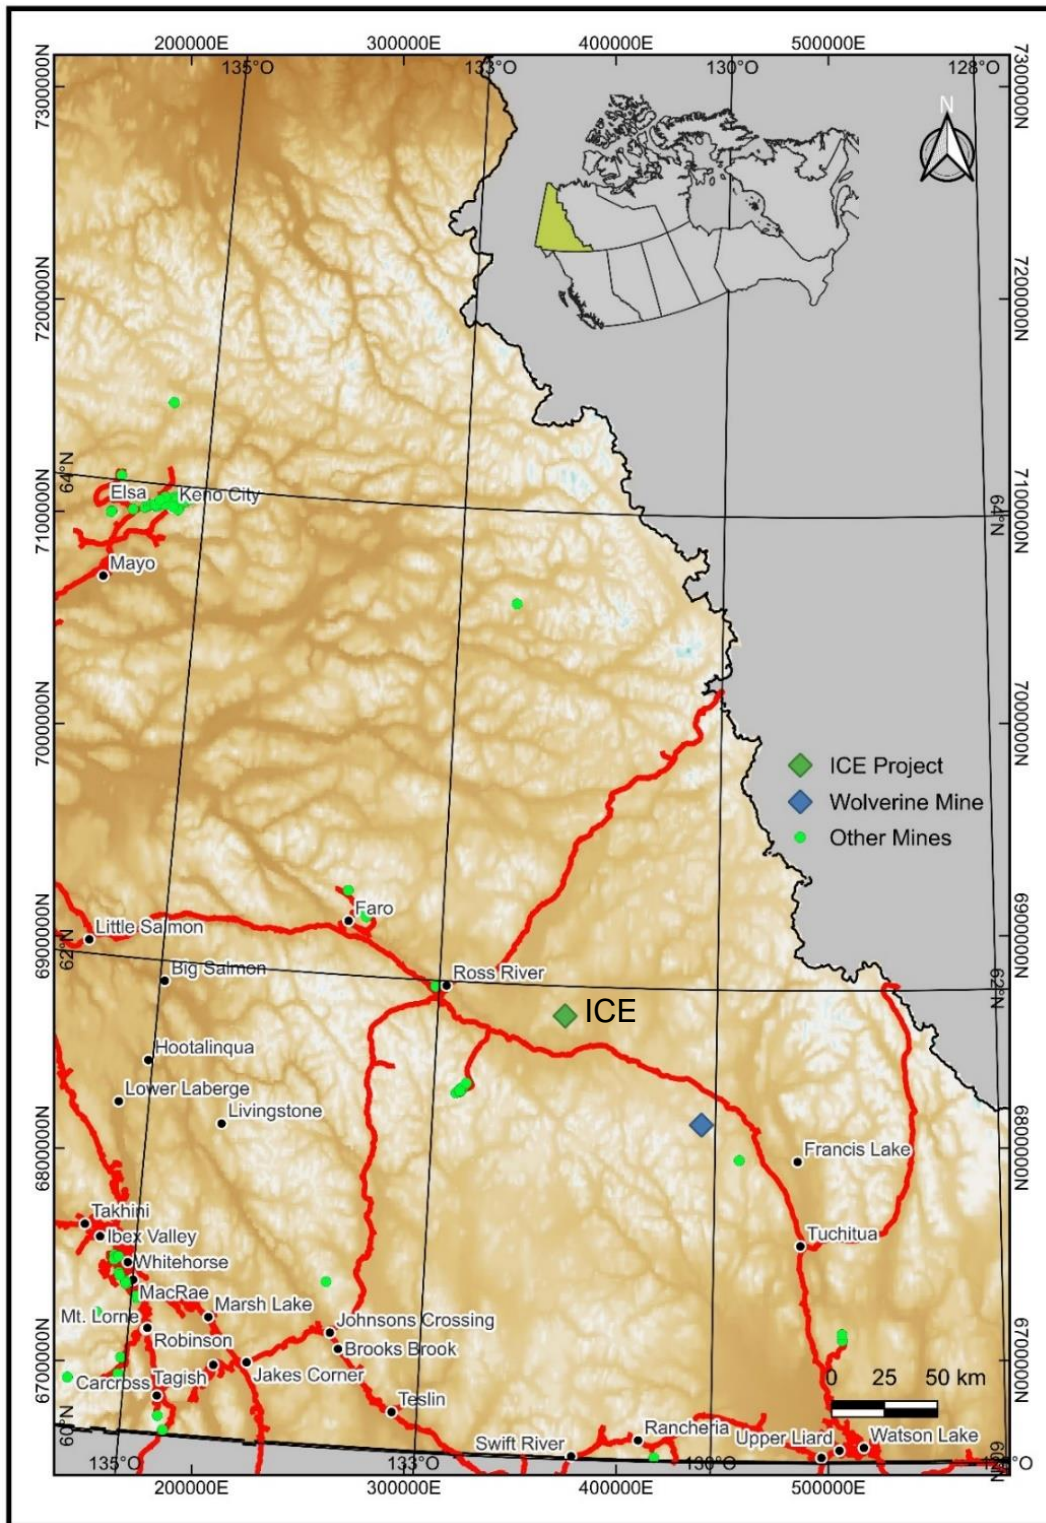 200000E 300000E 400000E 500000E
135°O 133°O 130°O 128°O
7300000N 7300000N
N
7200000N 7200000N
64°N
Elsa Keno City
7100000N 7100000N
64°N
Mayo
7000000N 7000000N
ICE Project
Wolverine Mine
Other Mines
Faro
6900000N 6900000N
Little Salmon
62°N
Big Salmon
Ross River
62°N
ICE
Hootalinqua
Lower Laberge
Livingstone
6800000N 6800000N
Francis Lake
Takhini
Ibex Valley
Tuchitua
Whitehorse
MacRae
Marsh Lake
Mt. Lorne
Johnsons Crossing
Robinson
Brooks Brook
6700000N 6700000N
Carcross Tagish
Jakes Corner
0 25 50 km
Teslin
60°N
Rancheria
Swift River
Upper Liard
Watson Lake
135°O 133°O 130°O
200000E 300000E 400000E 500000E